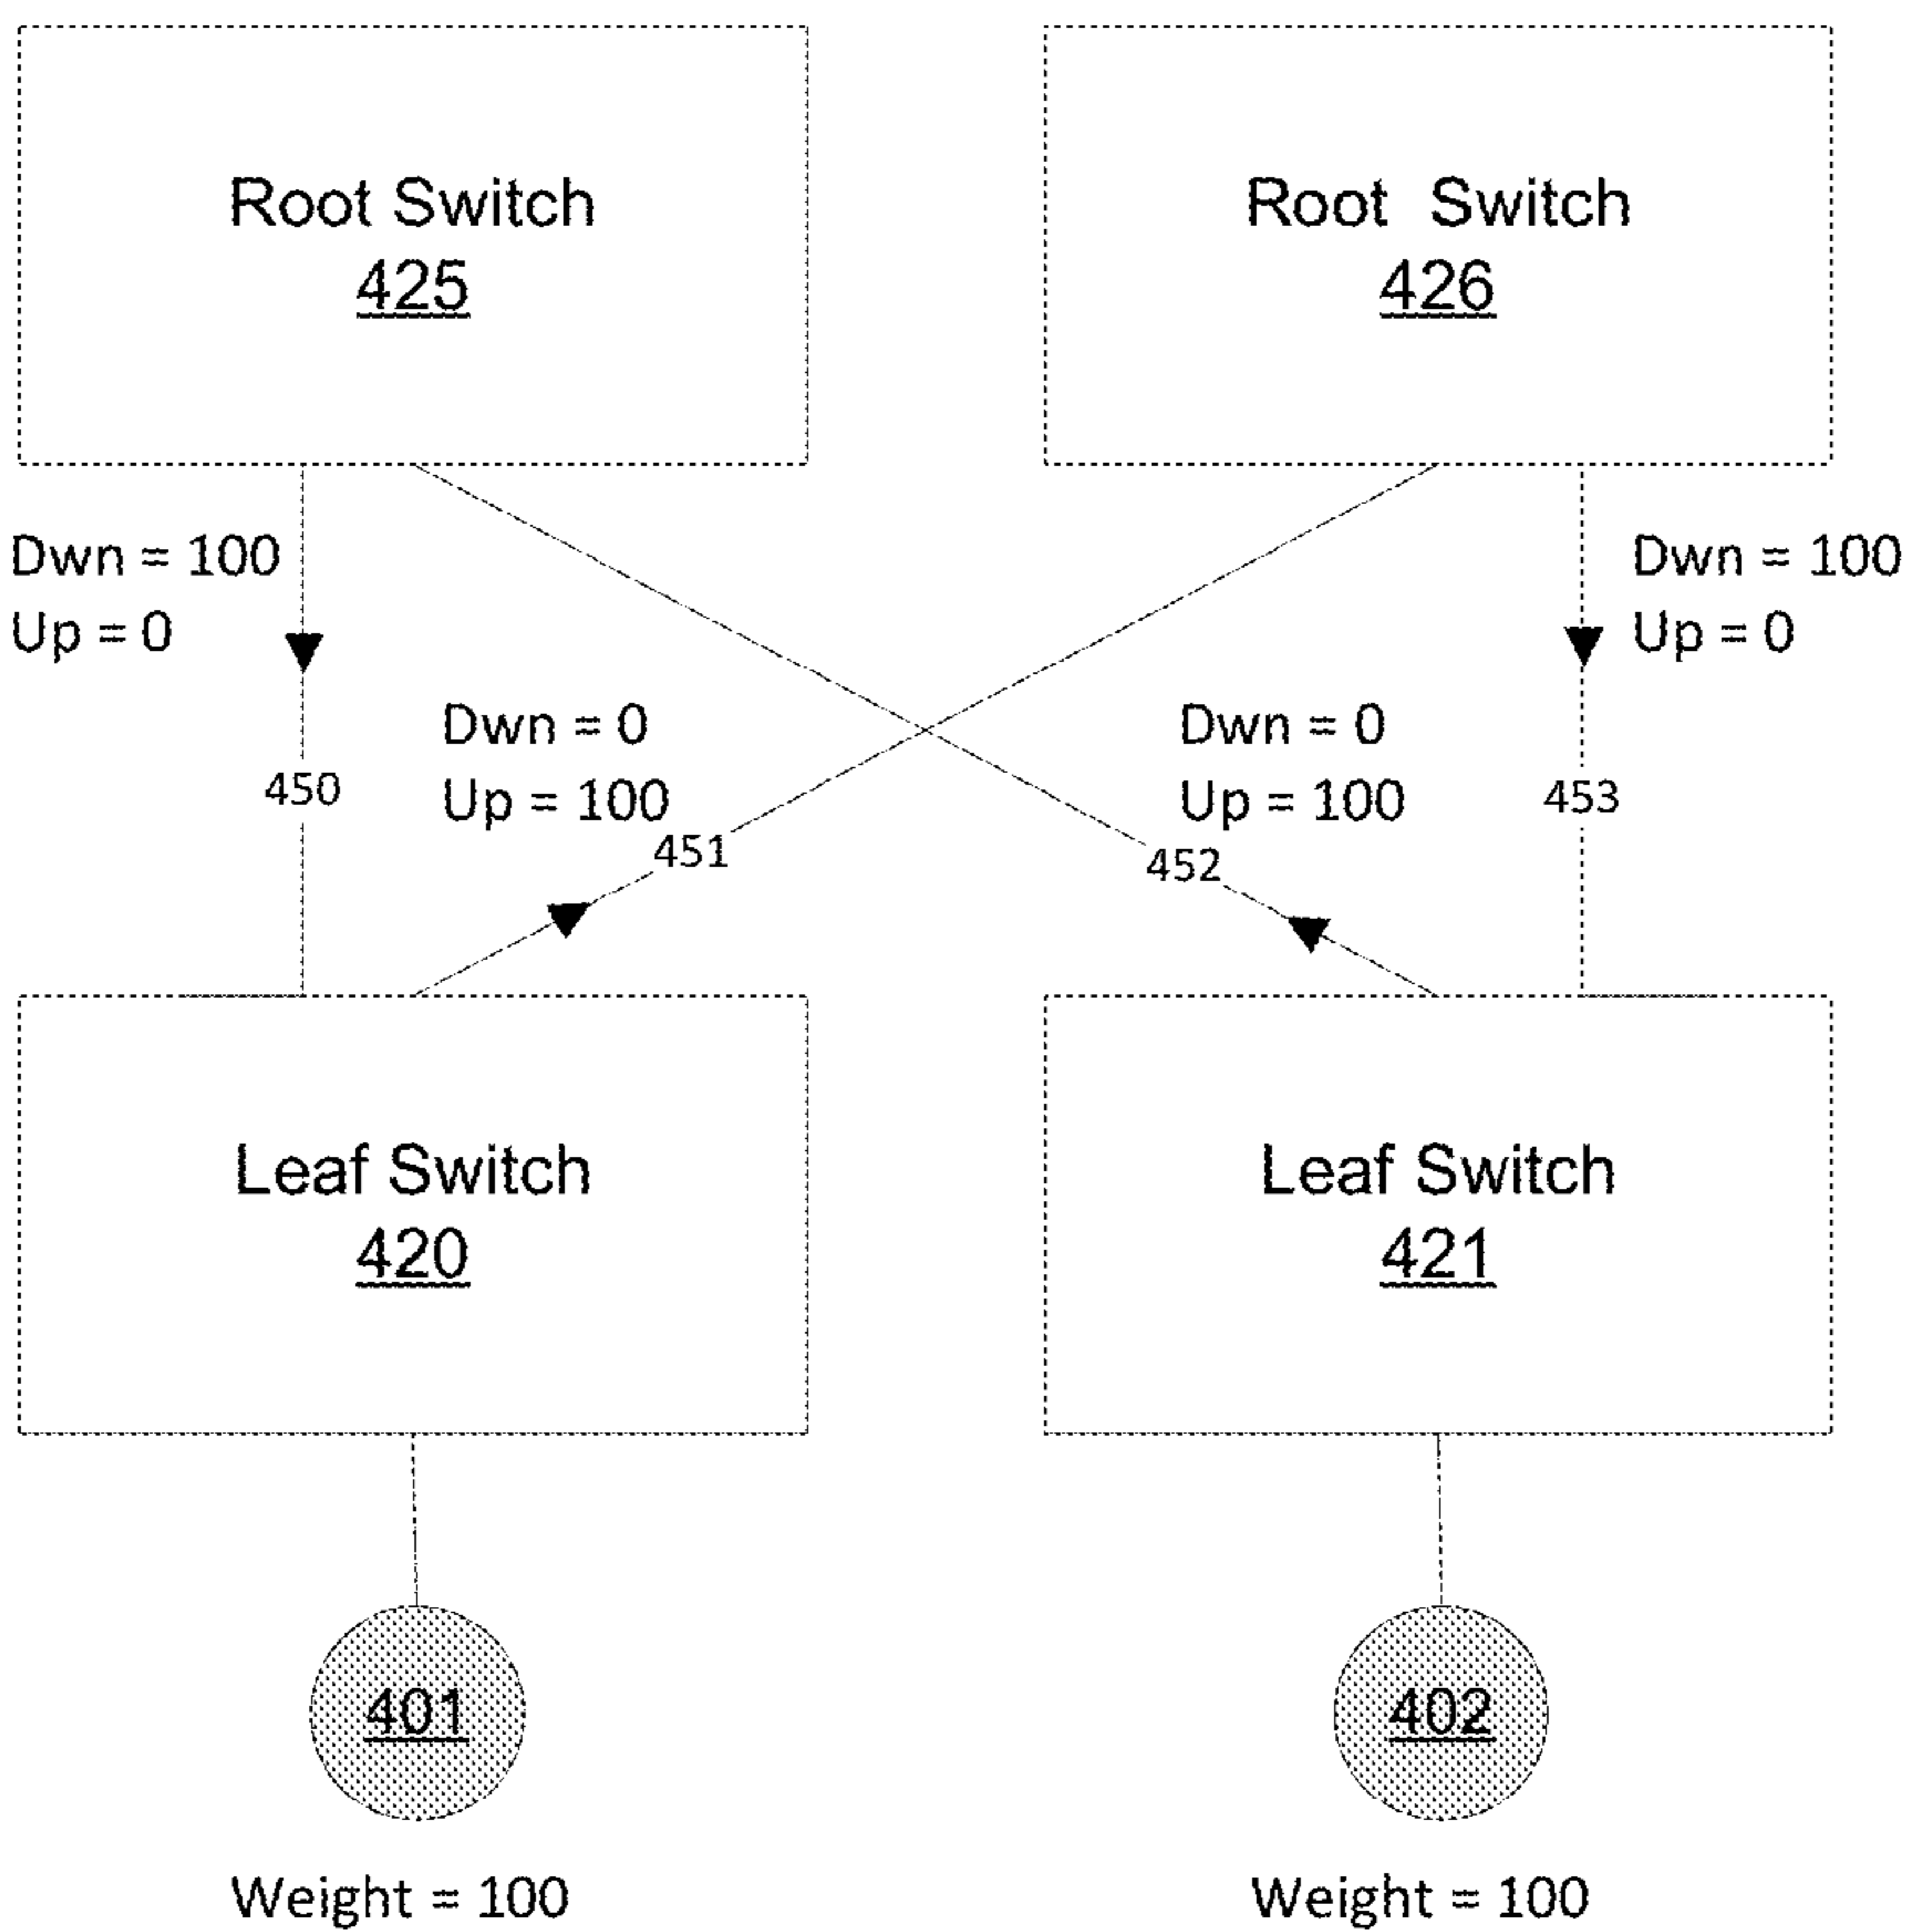 Root Switch
425
Root Switch
426
Dwn = 100
Up = 0
Dwn = 100
Up = 0
Dwn = 0
Up = 100
Dwn = 0
Up = 100
450
453
451
452
Leaf Switch
420
Leaf Switch
421
401
402
Weight = 100
Weight = 100